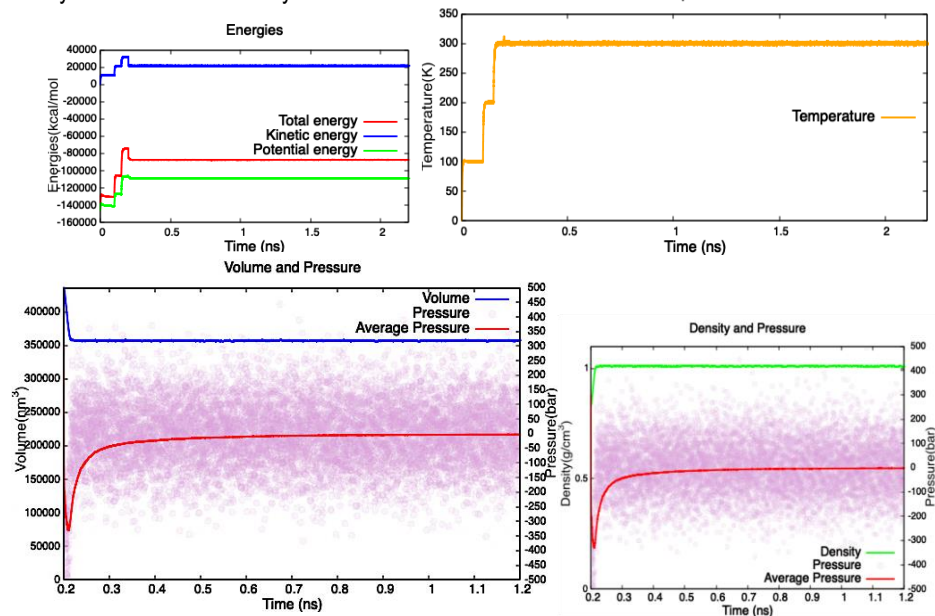 Energies
Energies(kcal/mol)
40000
20000
0
-20000
-40000
-60000
-80000
-100000
-120000
-140000
-160000
Total energy
Kinetic energy
Potential energy
0 0.5 1 1.5 2
Time (ns)
Temperature(K)
350
300
250
200
150
100
50
0
Temperature
0 0.5 1 1.5 2
Time (ns)
Volume and Pressure
Volume(nm³)
400000
350000
300000
250000
200000
150000
100000
50000
0
Volume
Pressure
Average Pressure
500
450
400
350
300
250
200
150
100
50
0
-50
-100
-150
-200
-250
-300
-350
-400
-450
-500
Pressure(bar)
0.2 0.3 0.4 0.5 0.6 0.7 0.8 0.9 1.0 1.1 1.2
Time (ns)
Density and Pressure
Density(g/cm³)
1
0.5
0
Density
Pressure
Average Pressure
500
400
300
200
100
0
-100
-200
-300
-400
-500
Pressure(bar)
0.2 0.3 0.4 0.5 0.6 0.7 0.8 0.9 1.0 1.1 1.2
Time (ns)